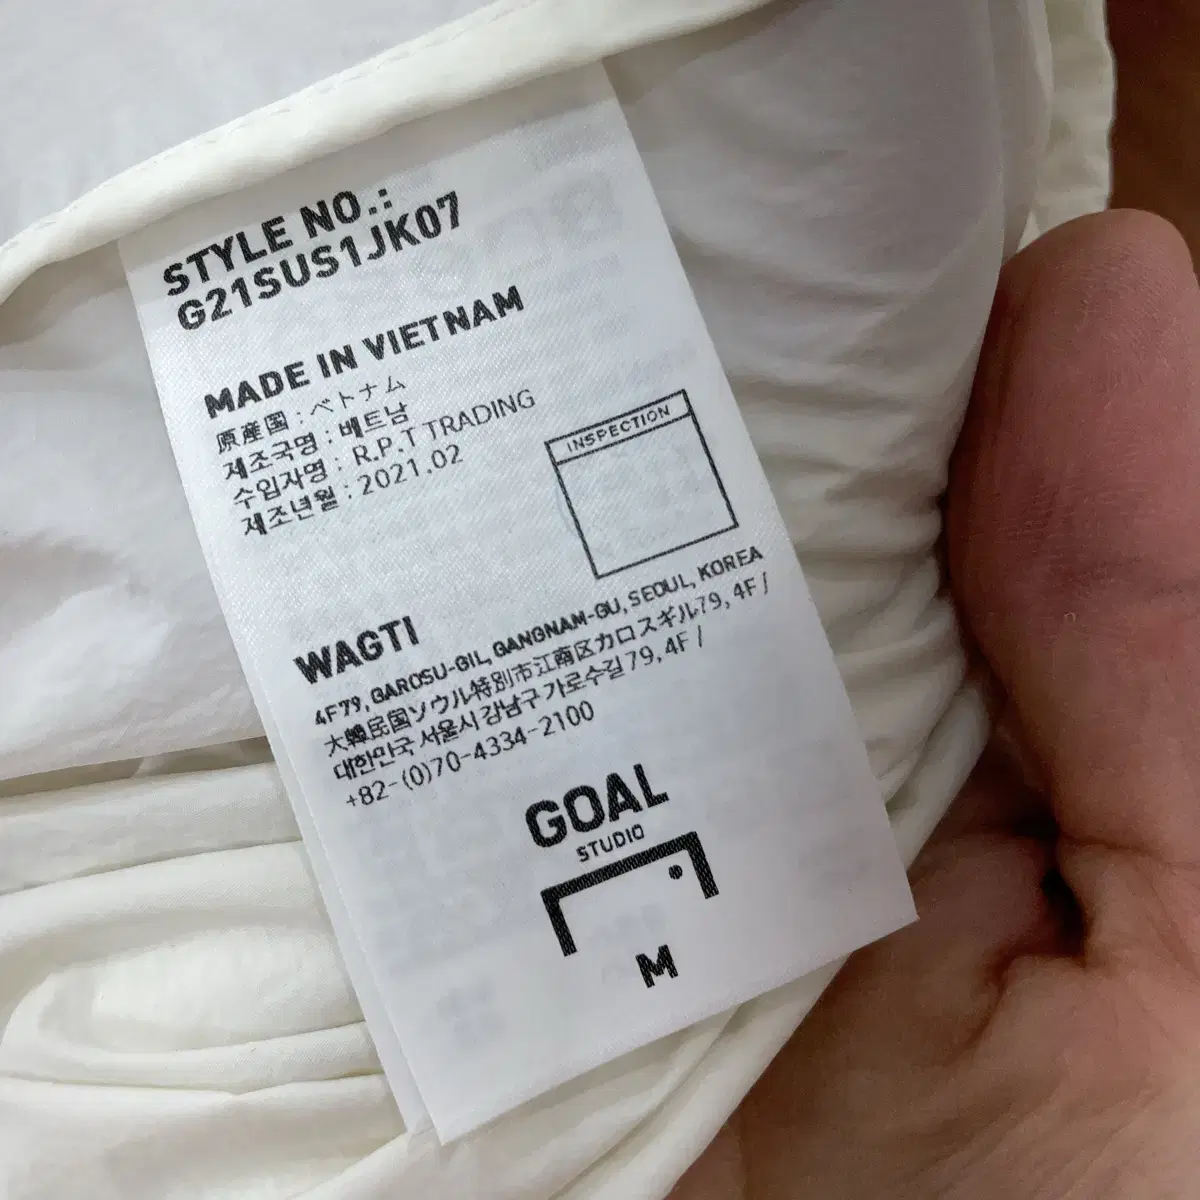 STYLE NO.:
G21SUS1JK07
MADE IN VIETNAM
原産国 : ベトナム
제조국명 : 베트남
수입자명 : R.P.T TRADING
제조년월 : 2021.02
INSPECTION
WAGTI
4F79, GAROSU-GIL, GANGNAM-GU, SEOUL, KOREA
大韓民国ソウル特別市江南区カロスギル79, 4F /
대한민국 서울시 강남구 가로수길 79, 4F /
+82-(0)70-4334-2100
GOAL
STUDIO
M